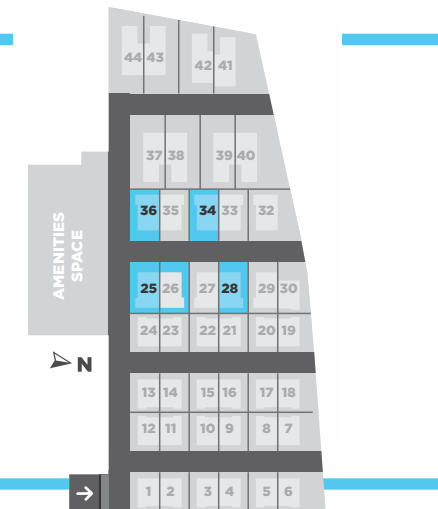 44 43 42 41
37 38 39 40
36 35 34 33 32
AMENITIES
SPACE
25 26 27 28 29 30
24 23 22 21 20 19
N
13 14 15 16 17 18
12 11 10 9 8 7
1 2 3 4 5 6